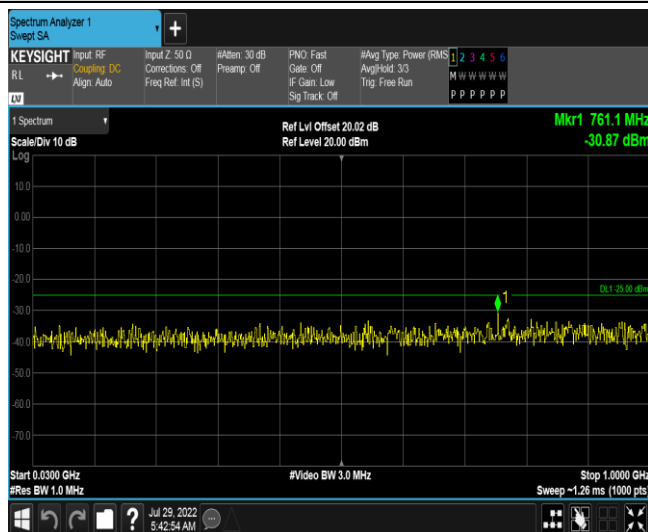 Spectrum Analyzer 1
Swept SA
+
KEYSIGHT
RL
LXI
Input: RF
Coupling: DC
Align: Auto
Input Z: 50 Ω
Corrections: Off
Freq Ref: Int (S)
#Atten: 30 dB
Preamp: Off
PNO: Fast
Gate: Off
IF Gain: Low
Sig Track: Off
#Avg Type: Power (RMS
Avg|Hold: 3/3
Trig: Free Run
1 2 3 4 5 6
M W W W W W
P P P P P P
1 Spectrum
Scale/Div 10 dB
Log
Ref Lvl Offset 20.02 dB
Ref Level 20.00 dBm
Mkr1 761.1 MHz
-30.87 dBm
10.0
0.00
-10.0
-20.0
DL1 -25.00 dBm
1
-30.0
-40.0
-50.0
-60.0
-70.0
Start 0.0300 GHz
#Res BW 1.0 MHz
#Video BW 3.0 MHz
Stop 1.0000 GHz
Sweep ~1.26 ms (1000 pts)
?
Jul 29, 2022
5:42:54 AM